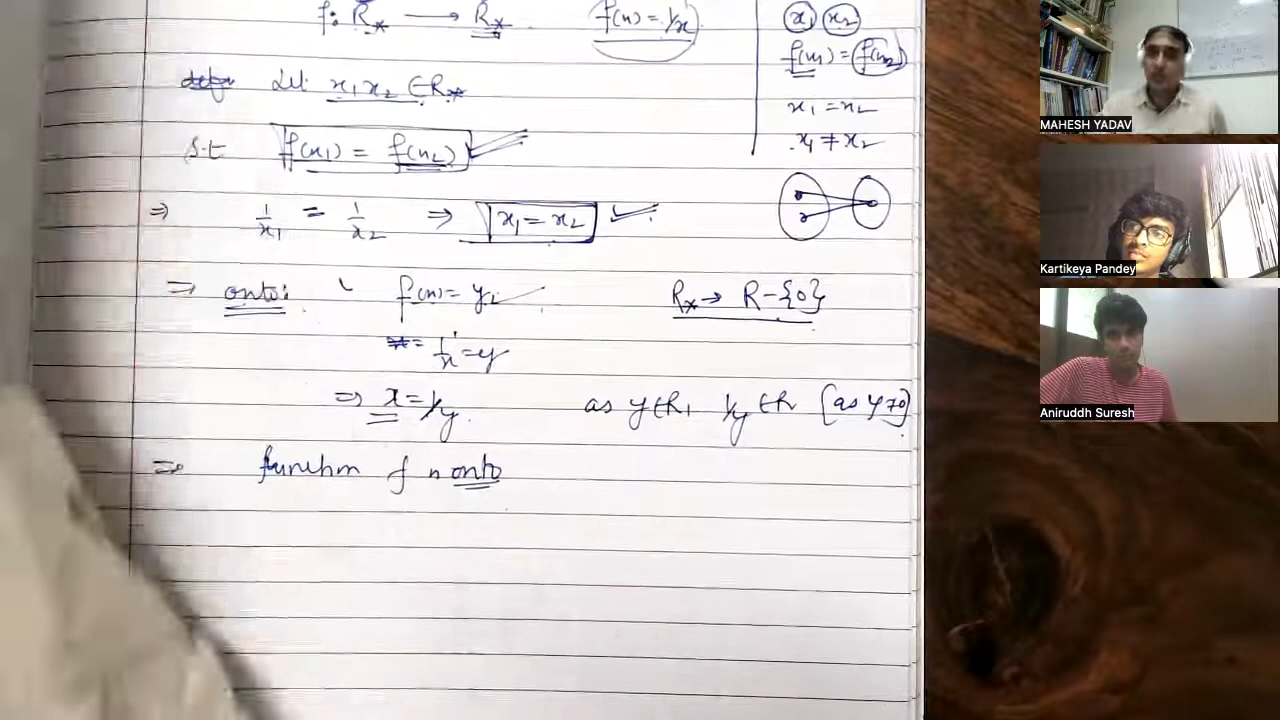 f: R* → R* f(x) = 1/x
Let x1 x2 ∈ R*
S.t f(x1) = f(x2)
⇒ 1/x1 = 1/x2 ⇒ x1 = x2
⇒ onto: f(x) = y
R* → R-{0}
1/x = y
⇒ x = 1/y as y∈R, 1/y ∈ R [as y≠0]
⇒ function f is onto
x1 x2
f(x1) = f(x2)
x1 = x2
x1 ≠ x2
MAHESH YADAV
Kartikeya Pandey
Aniruddh Suresh